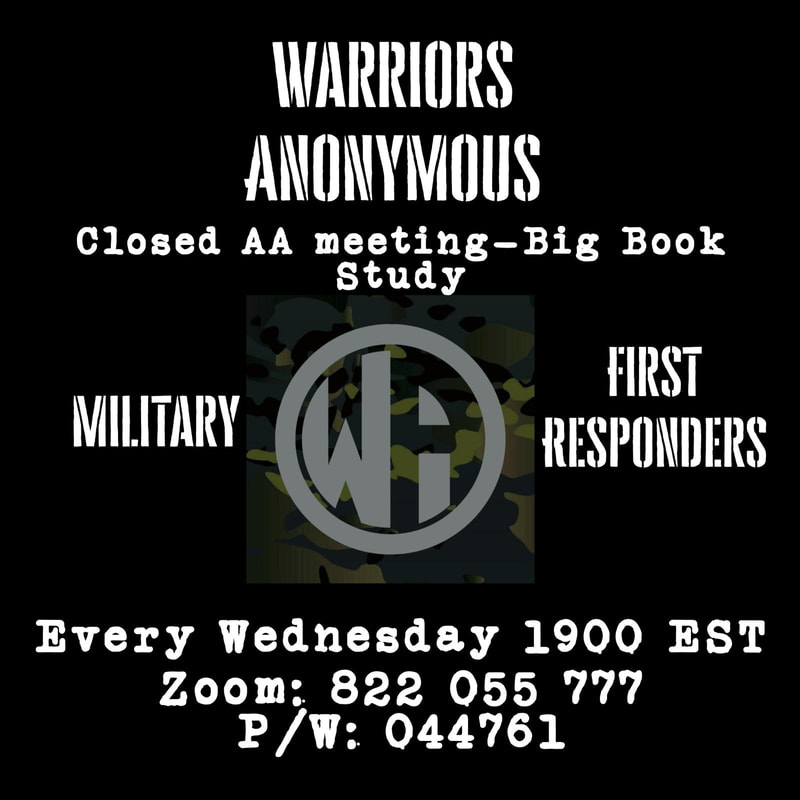 WARRIORS
ANONYMOUS
Closed AA meeting-Big Book
Study
MILITARY
WA
FIRST
RESPONDERS
Every Wednesday 1900 EST
Zoom: 822 055 777
P/W: 044761